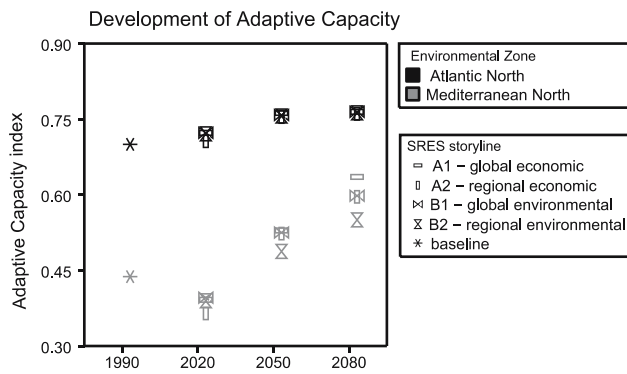 Development of Adaptive Capacity
0.90
0.75
0.60
0.45
0.30
Adaptive Capacity index
1990 2020 2050 2080
Environmental Zone
Atlantic North
Mediterranean North
SRES storyline
A1 – global economic
A2 – regional economic
B1 – global environmental
B2 – regional environmental
baseline